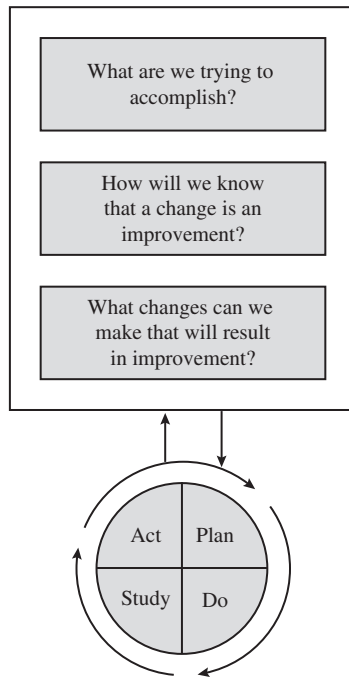 What are we trying to
accomplish?
How will we know
that a change is an
improvement?
What changes can we
make that will result
in improvement?
Act
Plan
Study
Do